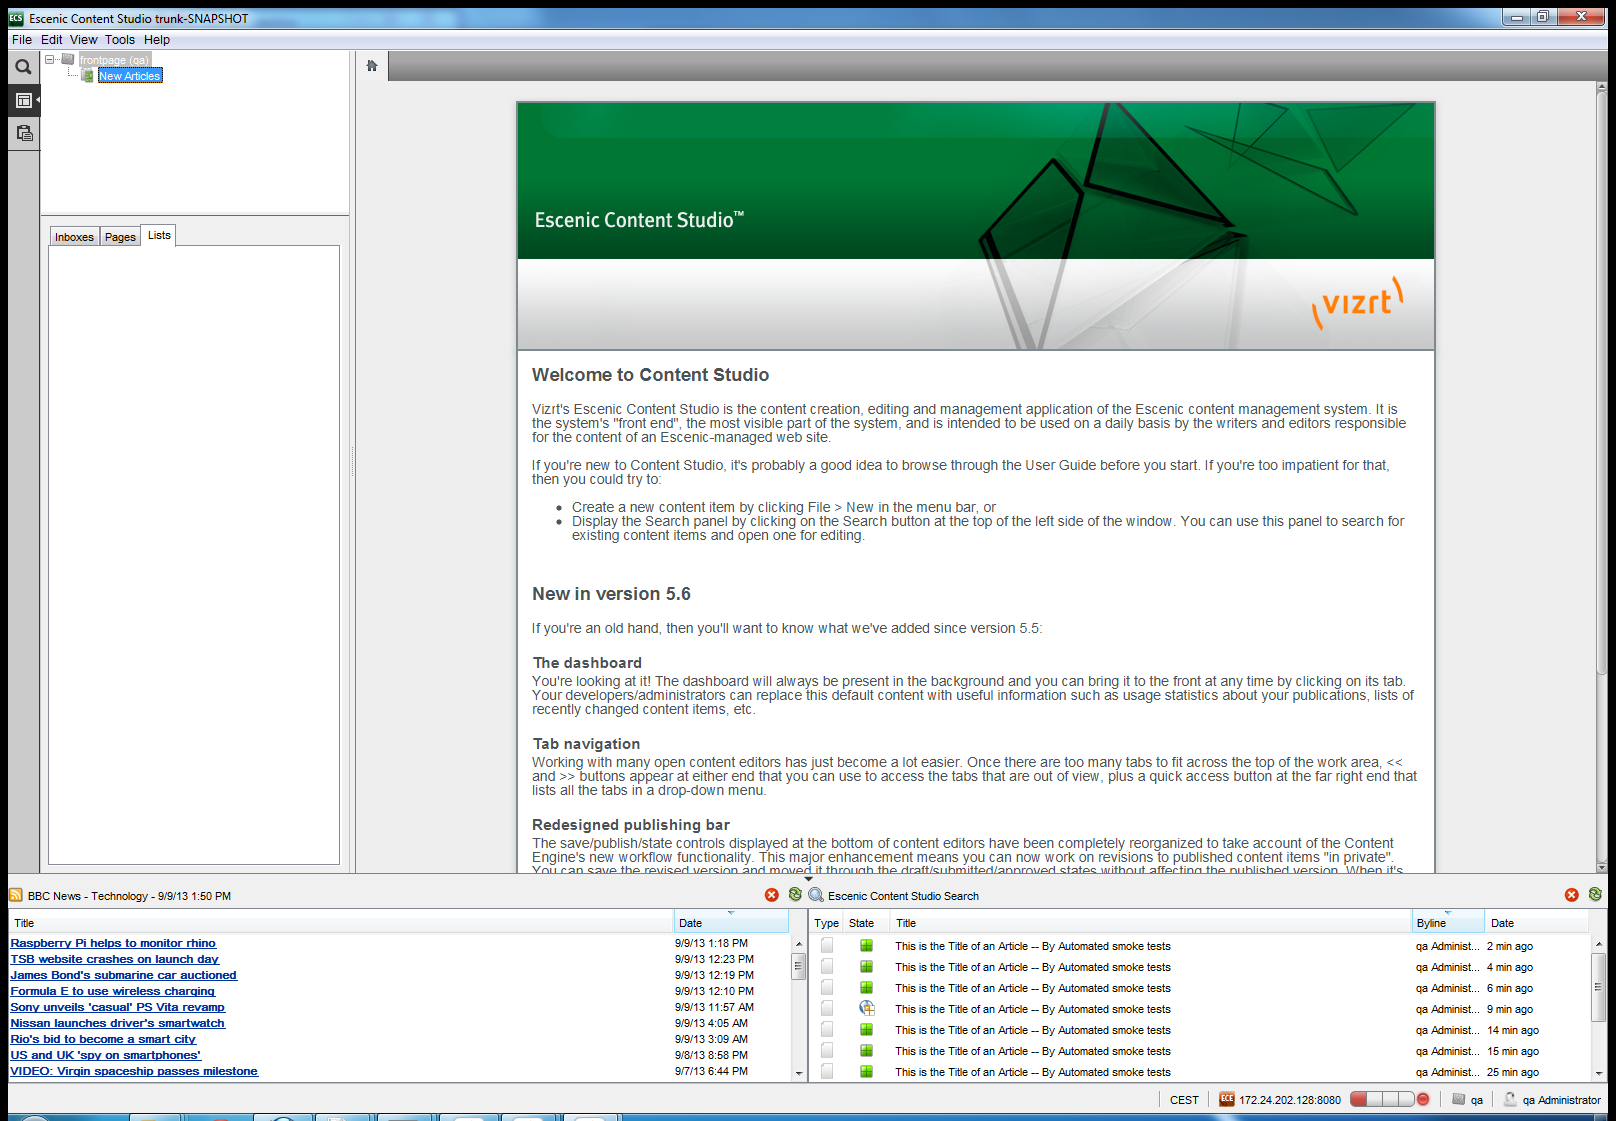 ECS Escenic Content Studio trunk-SNAPSHOT
File Edit View Tools Help
frontpage (qa)
New Articles
Inboxes Pages Lists
Escenic Content Studio™
vizrt
Welcome to Content Studio
Vizrt's Escenic Content Studio is the content creation, editing and management application of the Escenic content management system. It is
the system's "front end", the most visible part of the system, and is intended to be used on a daily basis by the writers and editors responsible
for the content of an Escenic-managed web site.
If you're new to Content Studio, it's probably a good idea to browse through the User Guide before you start. If you're too impatient for that,
then you could try to:
• Create a new content item by clicking File > New in the menu bar, or
• Display the Search panel by clicking on the Search button at the top of the left side of the window. You can use this panel to search for
existing content items and open one for editing.
New in version 5.6
If you're an old hand, then you'll want to know what we've added since version 5.5:
The dashboard
You're looking at it! The dashboard will always be present in the background and you can bring it to the front at any time by clicking on its tab.
Your developers/administrators can replace this default content with useful information such as usage statistics about your publications, lists of
recently changed content items, etc.
Tab navigation
Working with many open content editors has just become a lot easier. Once there are too many tabs to fit across the top of the work area, <<
and >> buttons appear at either end that you can use to access the tabs that are out of view, plus a quick access button at the far right end that
lists all the tabs in a drop-down menu.
Redesigned publishing bar
The save/publish/state controls displayed at the bottom of content editors have been completely reorganized to take account of the Content
Engine's new workflow functionality. This major enhancement means you can now work on revisions to published content items "in private".
You can save the revised version and moved it through the draft/submitted/approved states without affecting the published version. When it's
BBC News - Technology - 9/9/13 1:50 PM
Title Date
Raspberry Pi helps to monitor rhino 9/9/13 1:18 PM
TSB website crashes on launch day 9/9/13 12:23 PM
James Bond's submarine car auctioned 9/9/13 12:19 PM
Formula E to use wireless charging 9/9/13 12:10 PM
Sony unveils 'casual' PS Vita revamp 9/9/13 11:57 AM
Nissan launches driver's smartwatch 9/9/13 4:05 AM
Rio's bid to become a smart city 9/9/13 3:09 AM
US and UK 'spy on smartphones' 9/8/13 8:58 PM
VIDEO: Virgin spaceship passes milestone 9/7/13 6:44 PM
Escenic Content Studio Search
Type State Title Byline Date
This is the Title of an Article -- By Automated smoke tests qa Administ... 2 min ago
This is the Title of an Article -- By Automated smoke tests qa Administ... 4 min ago
This is the Title of an Article -- By Automated smoke tests qa Administ... 6 min ago
This is the Title of an Article -- By Automated smoke tests qa Administ... 9 min ago
This is the Title of an Article -- By Automated smoke tests qa Administ... 14 min ago
This is the Title of an Article -- By Automated smoke tests qa Administ... 15 min ago
This is the Title of an Article -- By Automated smoke tests qa Administ... 25 min ago
CEST ECE 172.24.202.128:8080 qa qa Administrator